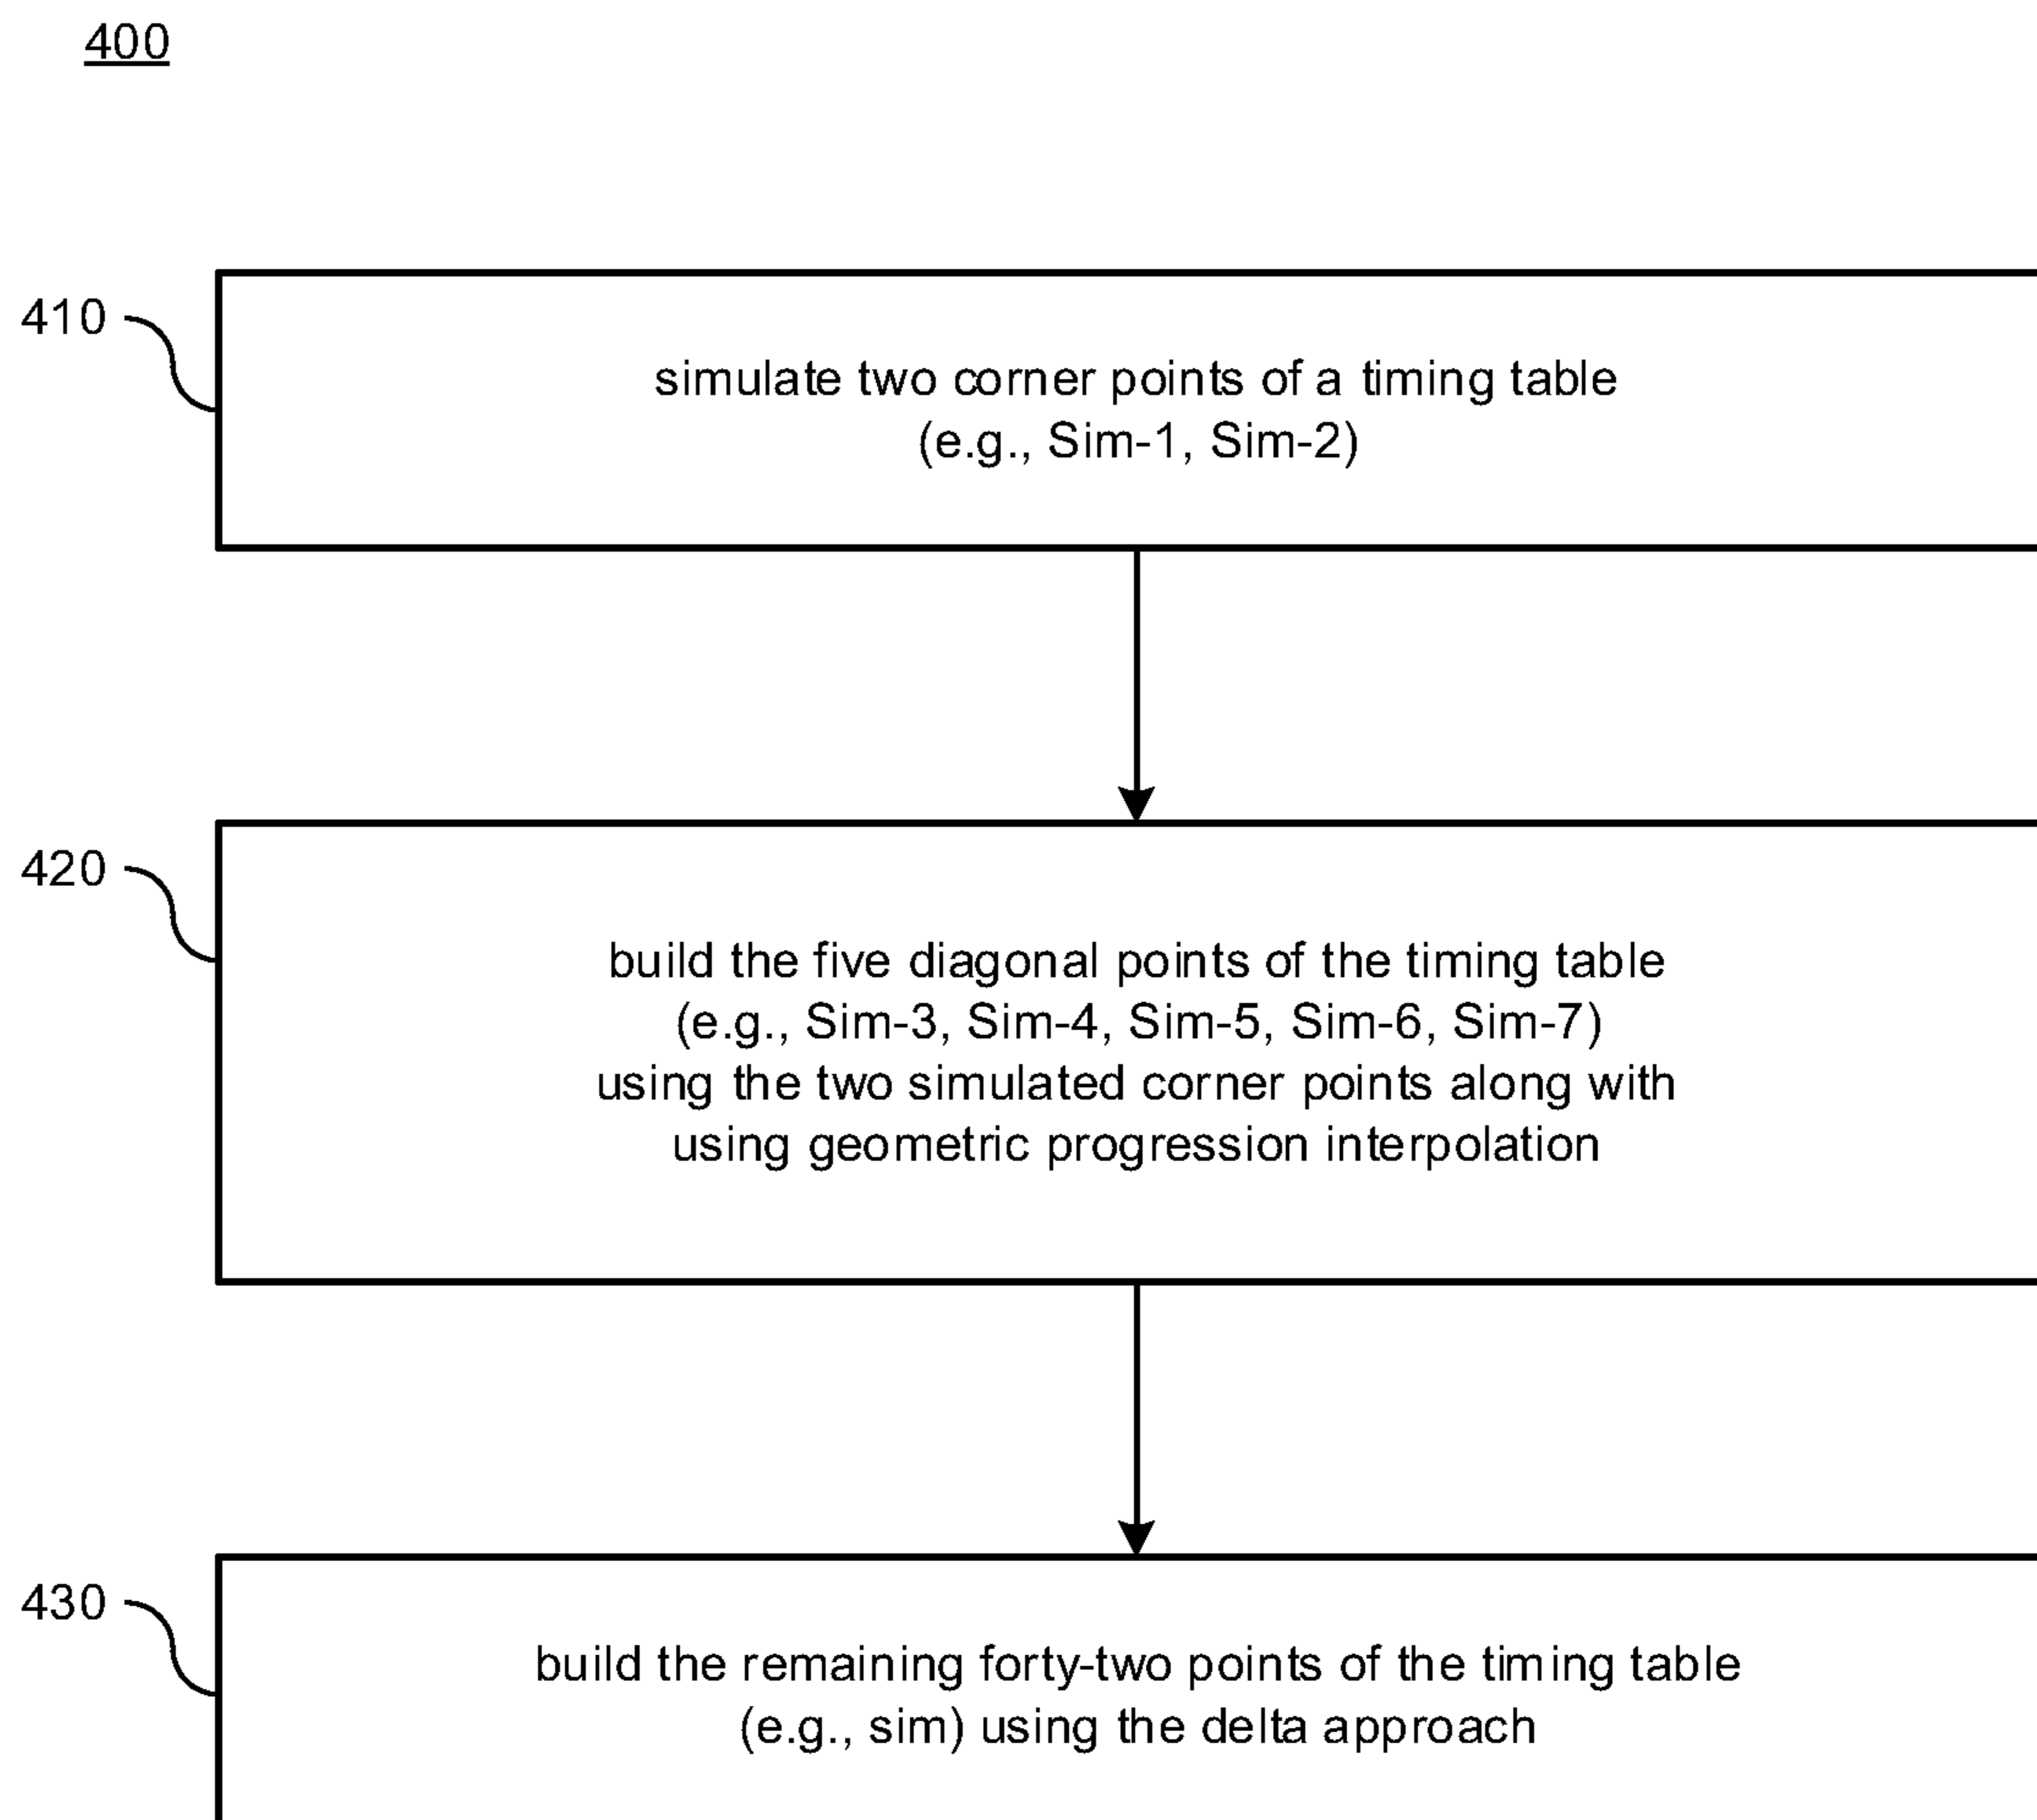 400
410
simulate two corner points of a timing table
(e.g., Sim-1, Sim-2)
420
build the five diagonal points of the timing table
(e.g., Sim-3, Sim-4, Sim-5, Sim-6, Sim-7)
using the two simulated corner points along with
using geometric progression interpolation
430
build the remaining forty-two points of the timing table
(e.g., sim) using the delta approach